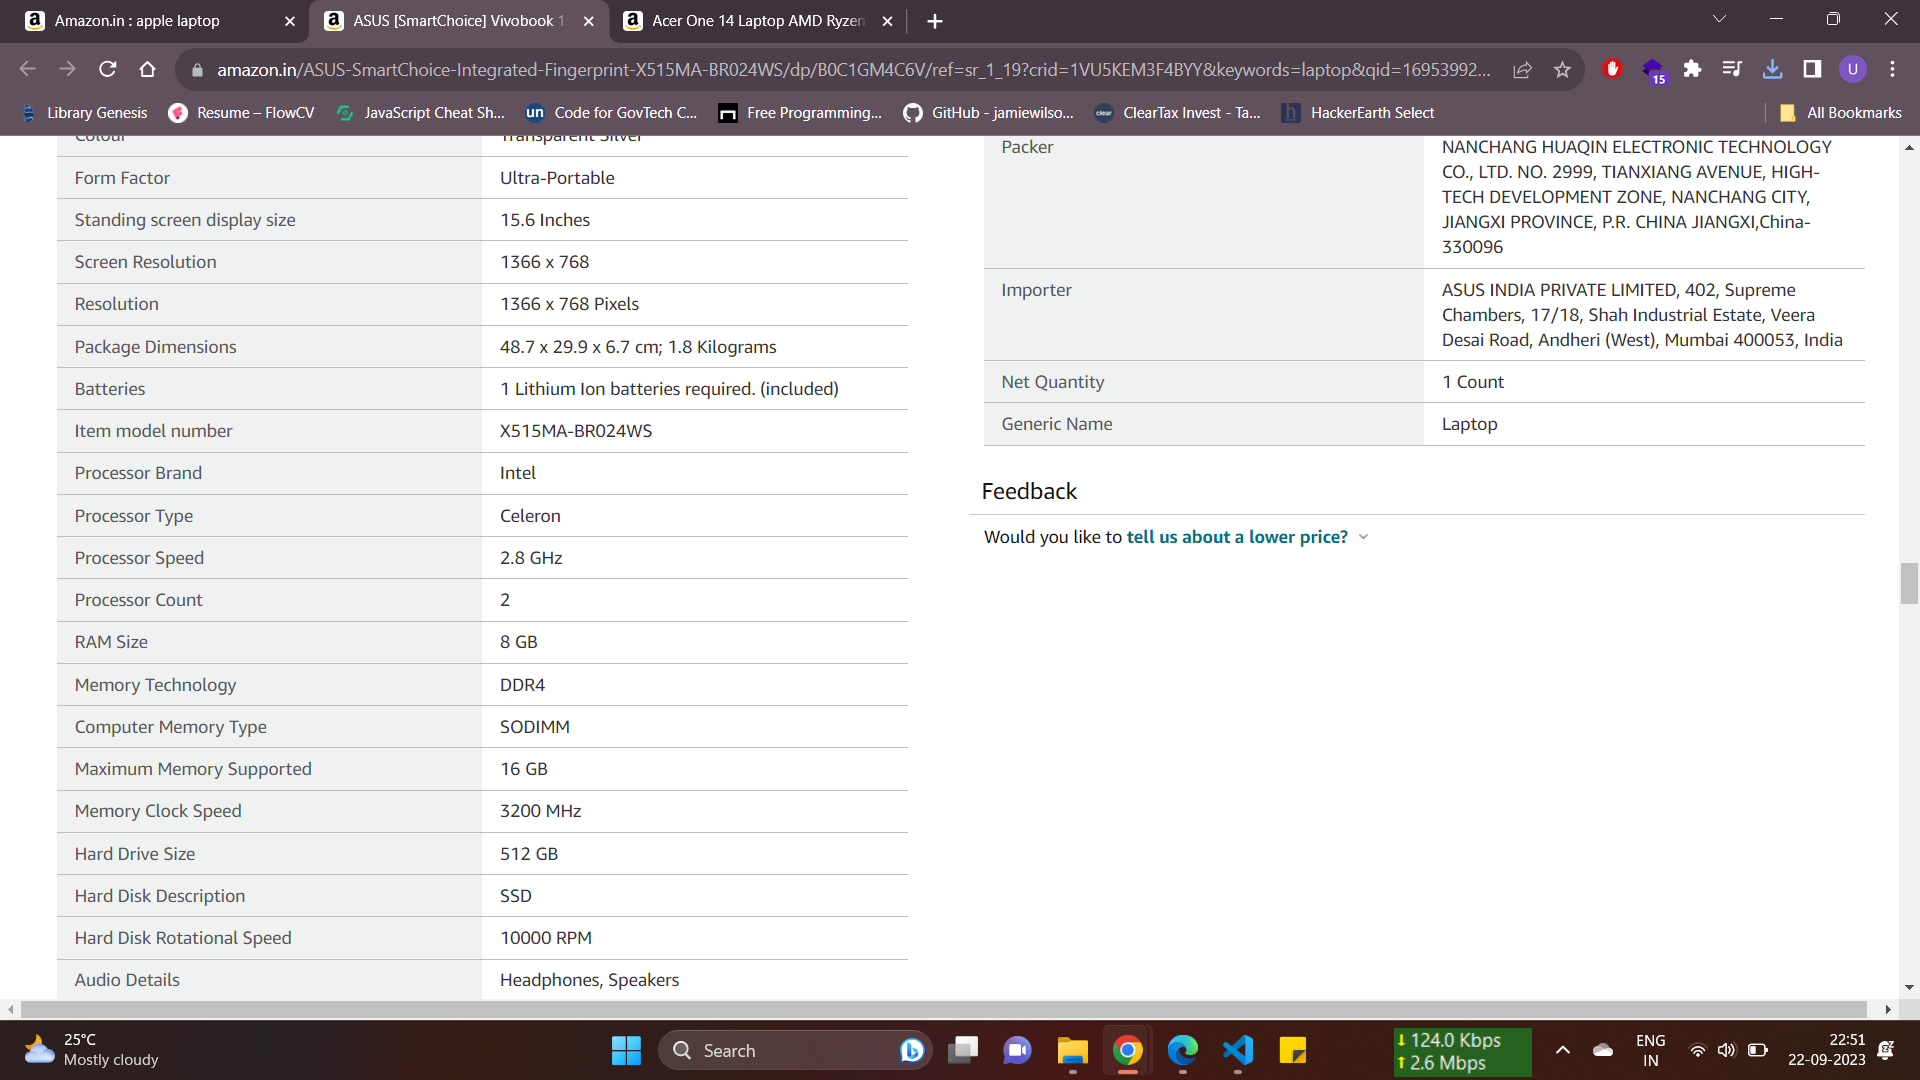 Amazon.in : apple laptop
ASUS [SmartChoice] Vivobook 1
Acer One 14 Laptop AMD Ryzen
amazon.in/ASUS-SmartChoice-Integrated-Fingerprint-X515MA-BR024WS/dp/B0C1GM4C6V/ref=sr_1_19?crid=1VU5KEM3F4BYY&keywords=laptop&qid=16953992...
15
U
Library Genesis
Resume – FlowCV
JavaScript Cheat Sh...
un
Code for GovTech C...
Free Programming...
GitHub - jamiewilso...
clear
ClearTax Invest - Ta...
h
HackerEarth Select
All Bookmarks
Colour
Transparent Silver
Form Factor
Ultra-Portable
Standing screen display size
15.6 Inches
Screen Resolution
1366 x 768
Resolution
1366 x 768 Pixels
Package Dimensions
48.7 x 29.9 x 6.7 cm; 1.8 Kilograms
Batteries
1 Lithium Ion batteries required. (included)
Item model number
X515MA-BR024WS
Processor Brand
Intel
Processor Type
Celeron
Processor Speed
2.8 GHz
Processor Count
2
RAM Size
8 GB
Memory Technology
DDR4
Computer Memory Type
SODIMM
Maximum Memory Supported
16 GB
Memory Clock Speed
3200 MHz
Hard Drive Size
512 GB
Hard Disk Description
SSD
Hard Disk Rotational Speed
10000 RPM
Audio Details
Headphones, Speakers
Packer
NANCHANG HUAQIN ELECTRONIC TECHNOLOGY
CO., LTD. NO. 2999, TIANXIANG AVENUE, HIGH-
TECH DEVELOPMENT ZONE, NANCHANG CITY,
JIANGXI PROVINCE, P.R. CHINA JIANGXI,China-
330096
Importer
ASUS INDIA PRIVATE LIMITED, 402, Supreme
Chambers, 17/18, Shah Industrial Estate, Veera
Desai Road, Andheri (West), Mumbai 400053, India
Net Quantity
1 Count
Generic Name
Laptop
Feedback
Would you like to tell us about a lower price?
25°C
Mostly cloudy
Search
124.0 Kbps
2.6 Mbps
ENG
IN
22:51
22-09-2023